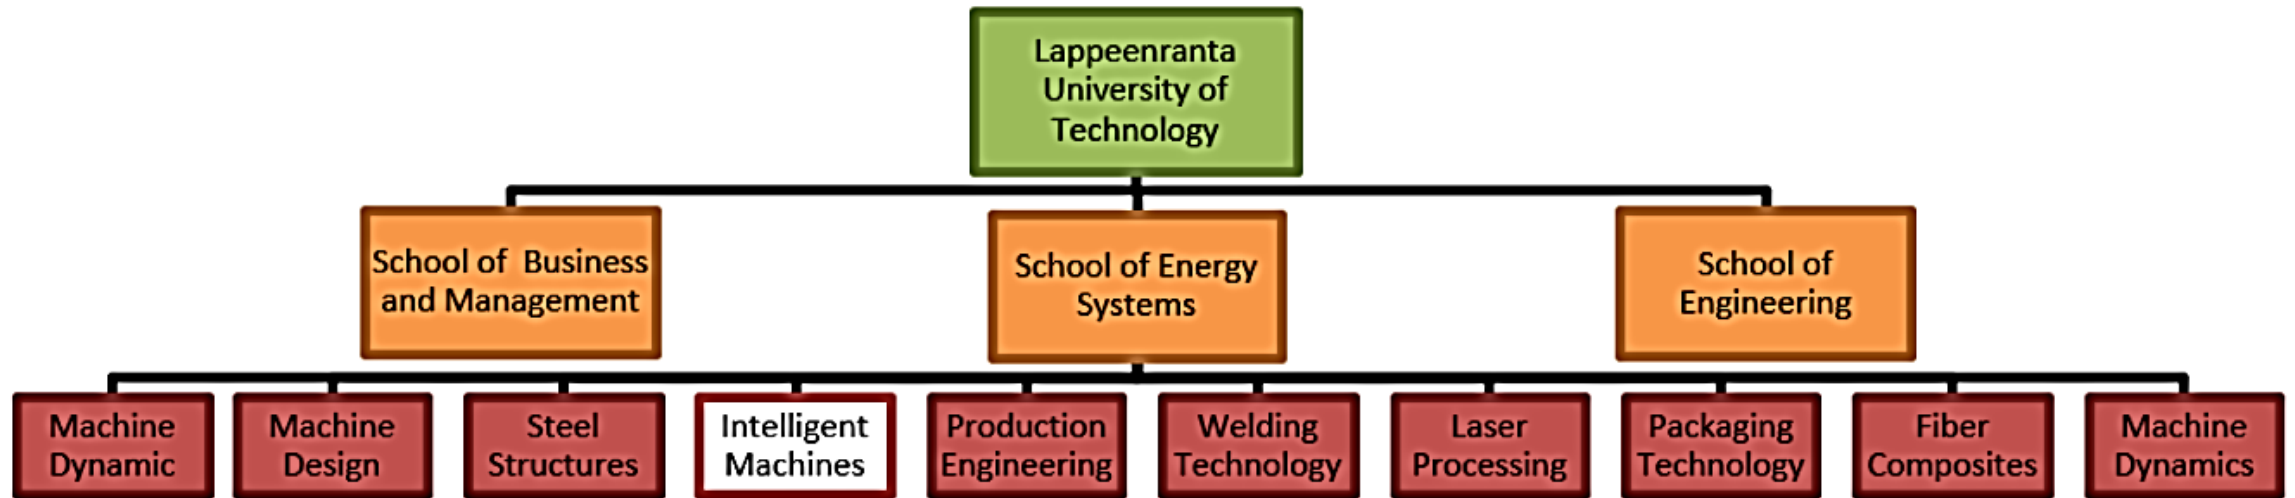 Lappeenranta
University of
Technology
School of Business
and Management
School of Energy
Systems
School of
Engineering
Machine
Dynamic
Machine
Design
Steel
Structures
Intelligent
Machines
Production
Engineering
Welding
Technology
Laser
Processing
Packaging
Technology
Fiber
Composites
Machine
Dynamics